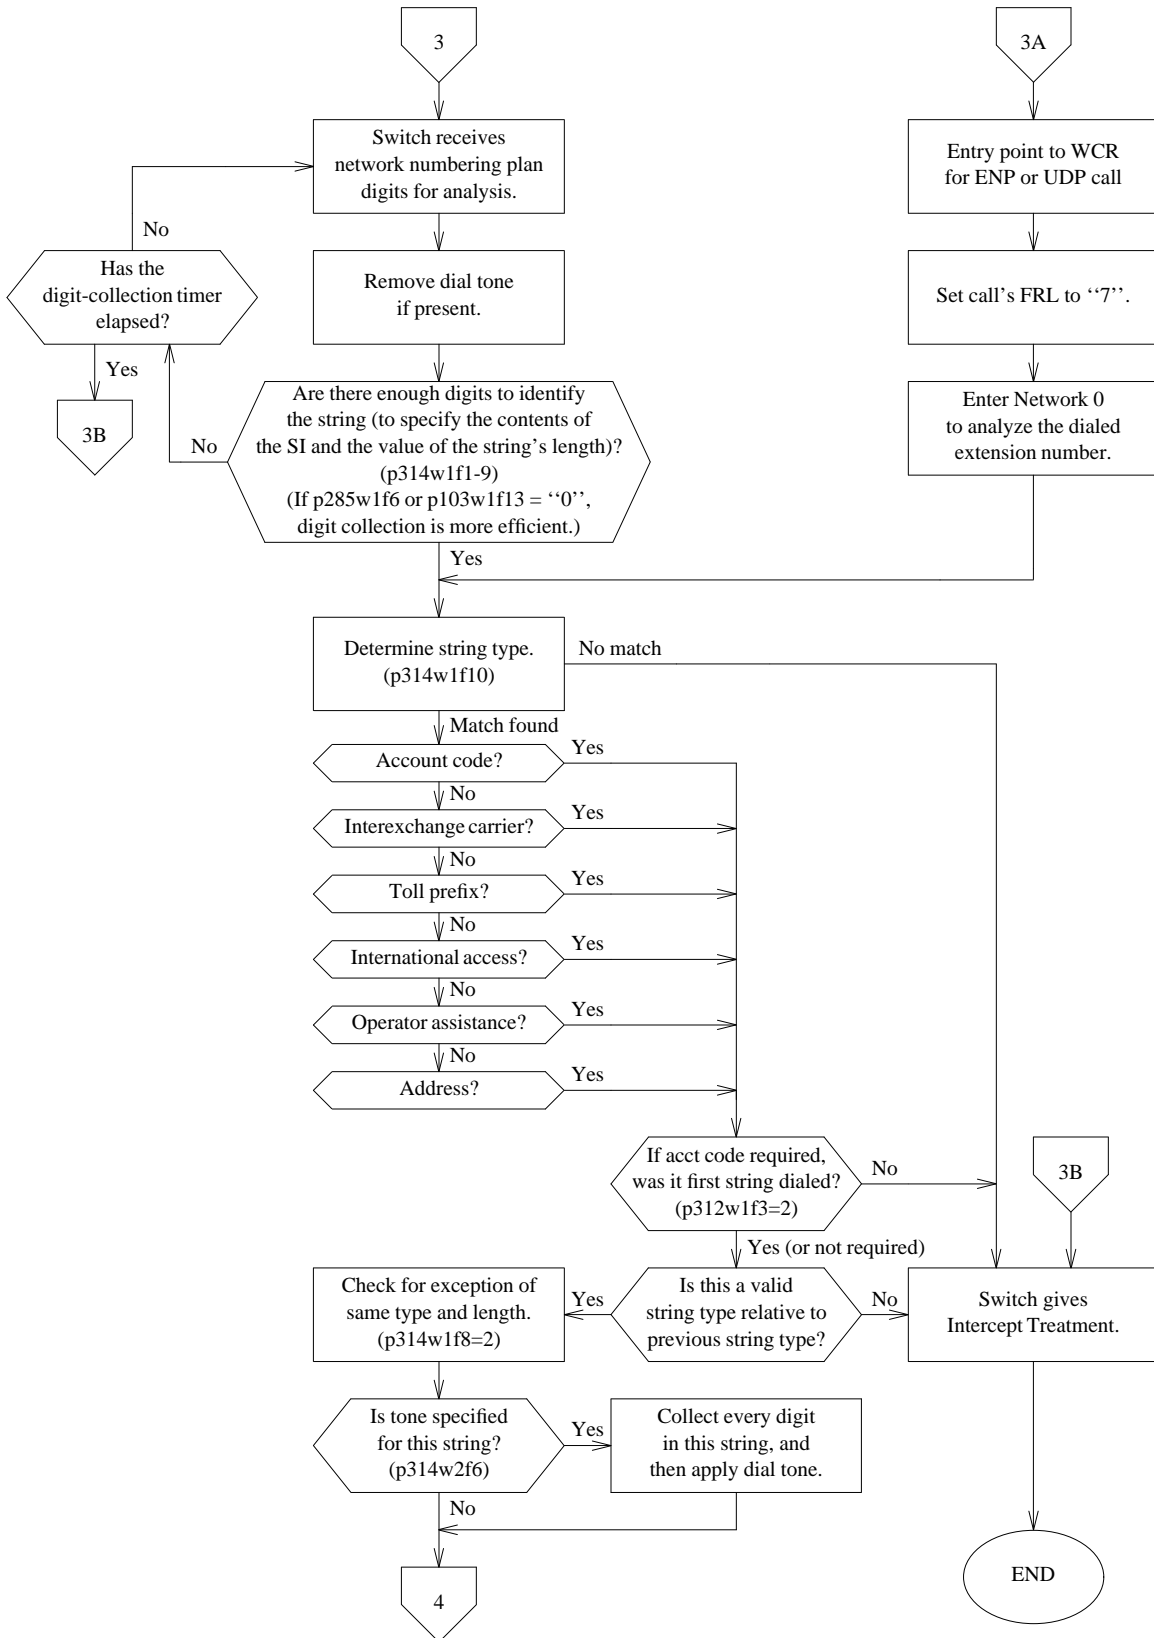 3
3A
Switch receives
network numbering plan
digits for analysis.
Entry point to WCR
for ENP or UDP call
No
Has the
digit-collection timer
elapsed?
Remove dial tone
if present.
Set call's FRL to ‘‘7’’.
Yes
3B
No
Are there enough digits to identify
the string (to specify the contents of
the SI and the value of the string's length)?
(p314w1f1-9)
(If p285w1f6 or p103w1f13 = ‘‘0’’,
digit collection is more efficient.)
Enter Network 0
to analyze the dialed
extension number.
Yes
Determine string type.
(p314w1f10)
No match
Match found
Account code?
Yes
No
Interexchange carrier?
Yes
No
Toll prefix?
Yes
No
International access?
Yes
No
Operator assistance?
Yes
No
Address?
Yes
If acct code required,
was it first string dialed?
(p312w1f3=2)
No
3B
Yes (or not required)
Check for exception of
same type and length.
(p314w1f8=2)
Yes
Is this a valid
string type relative to
previous string type?
No
Switch gives
Intercept Treatment.
Is tone specified
for this string?
(p314w2f6)
Yes
Collect every digit
in this string, and
then apply dial tone.
No
4
END